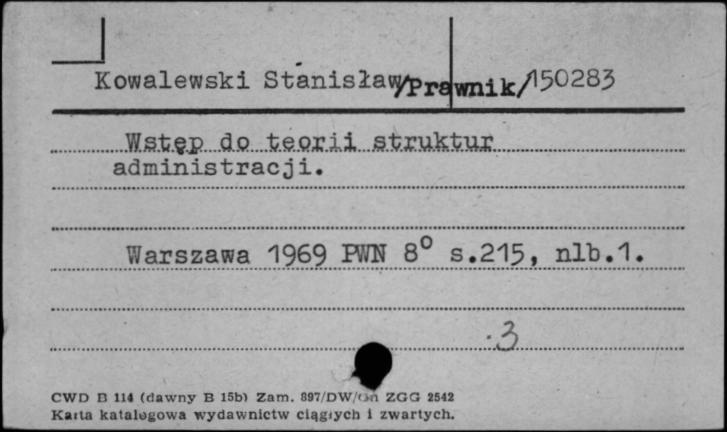 Kowalewski Stanisław/Prawnik/150283
Wstęp do teorii struktur
administracji.
Warszawa 1969 PWN 8° s.215, nlb.1.
3
CWD B 114 (dawny B 15b) Zam. 897/DW/Gn ZGG 2542
Karta katalogowa wydawnictw ciągłych i zwartych.